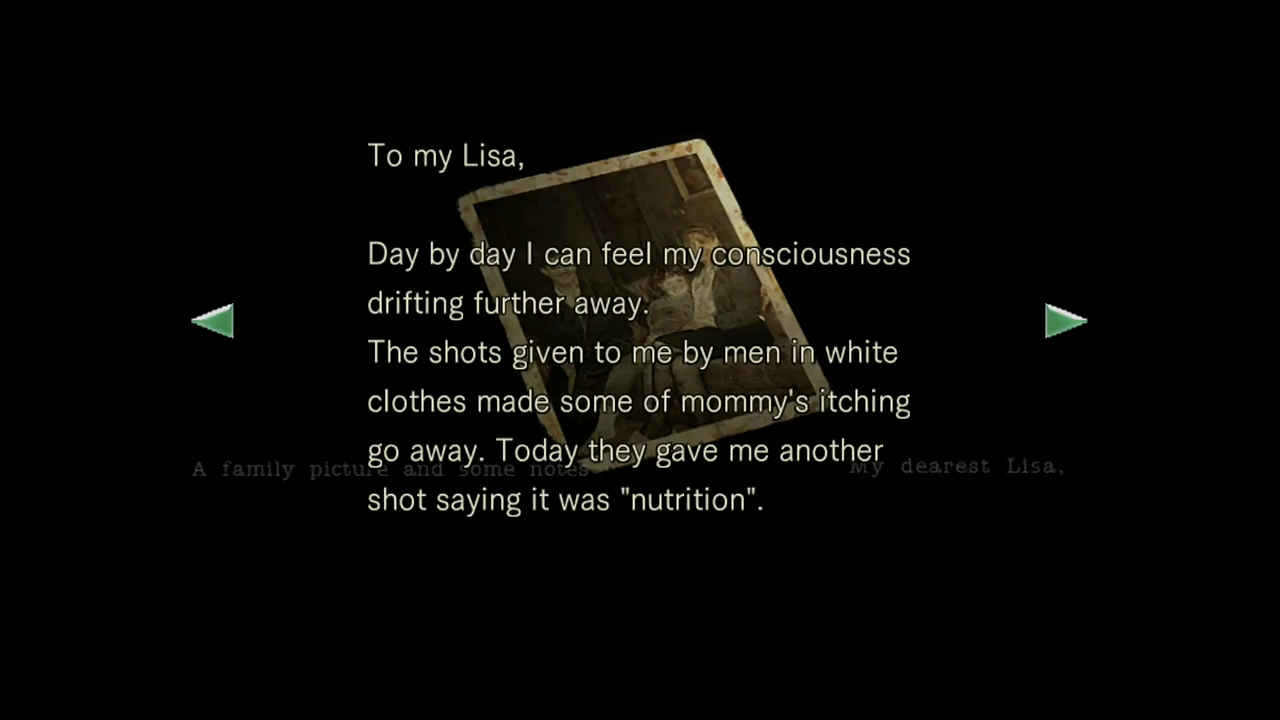 To my Lisa,
Day by day I can feel my consciousness
drifting further away.
The shots given to me by men in white
clothes made some of mommy's itching
go away. Today they gave me another
shot saying it was "nutrition".
A family picture and some notes
My dearest Lisa,